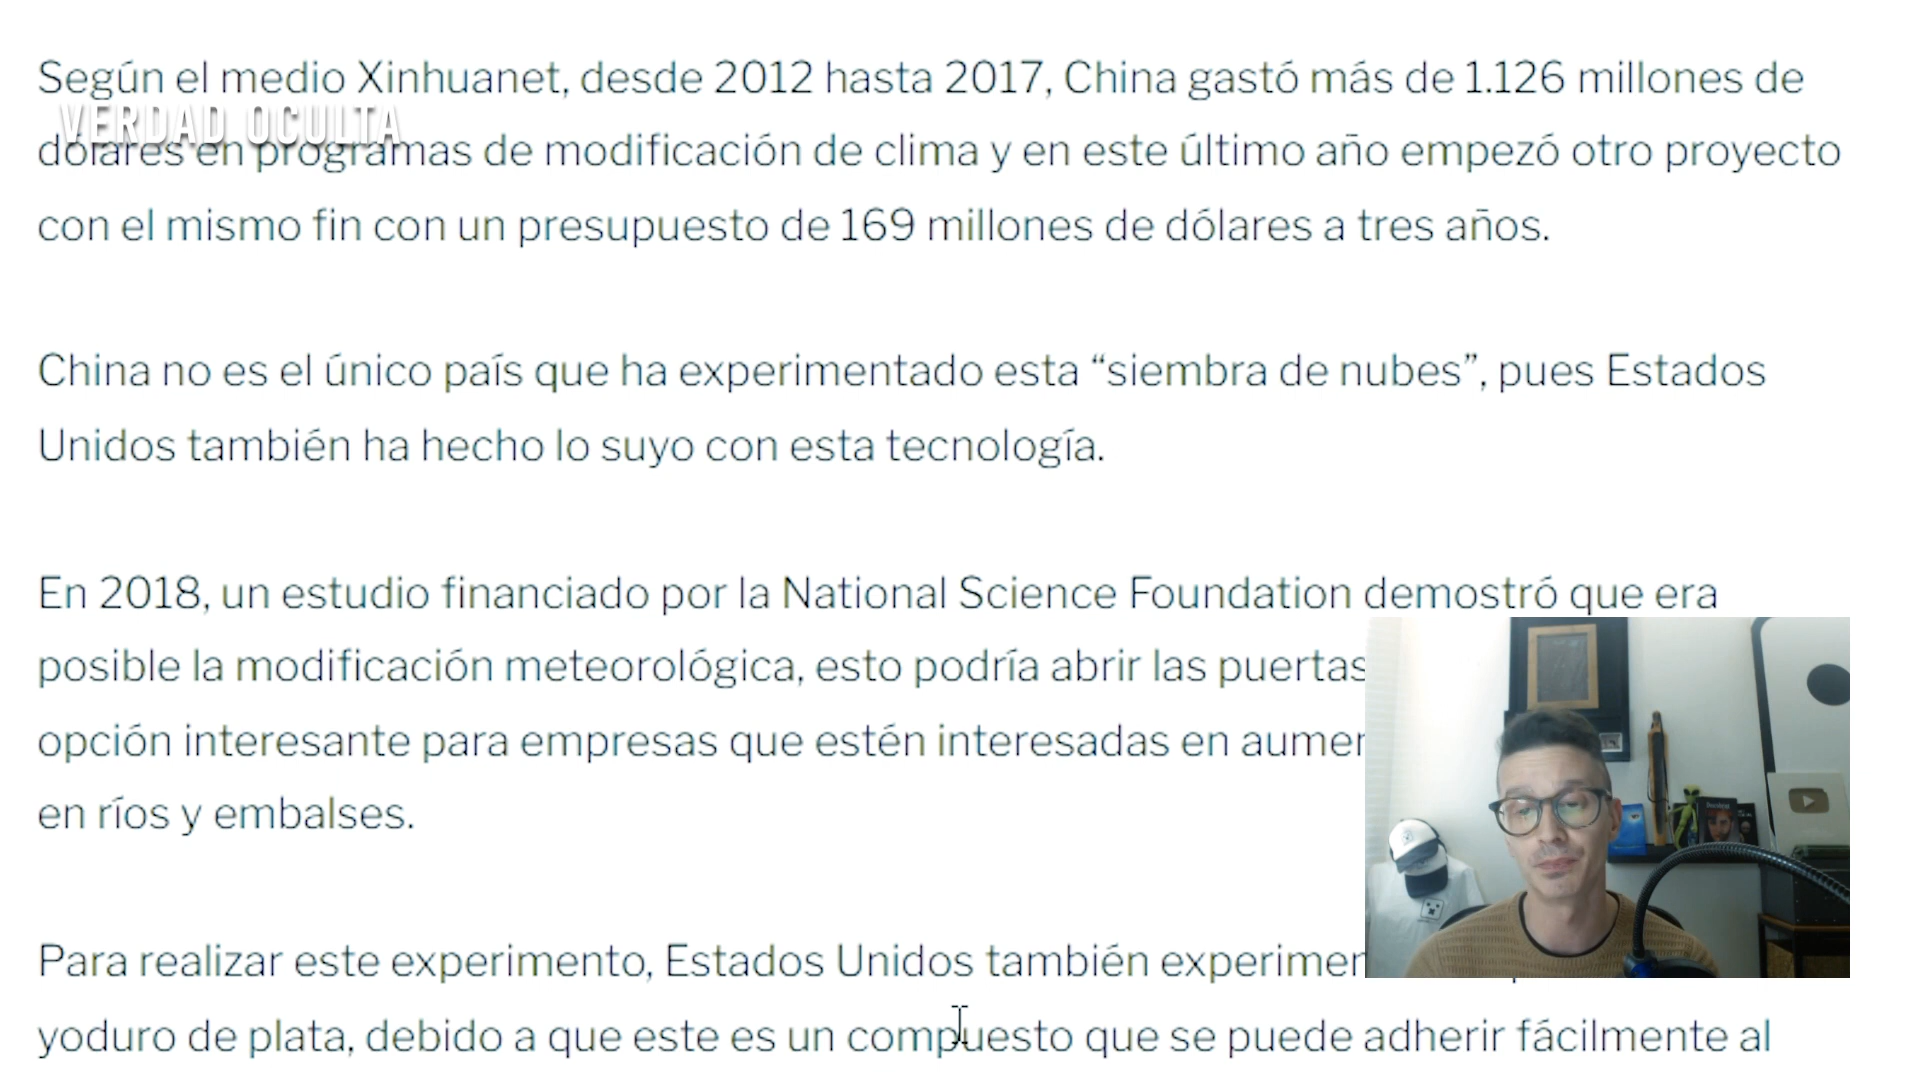 Según el medio Xinhuanet, desde 2012 hasta 2017, China gastó más de 1.126 millones de
VERDAD OCULTA
dólares en programas de modificación de clima y en este último año empezó otro proyecto
con el mismo fin con un presupuesto de 169 millones de dólares a tres años.
China no es el único país que ha experimentado esta “siembra de nubes”, pues Estados
Unidos también ha hecho lo suyo con esta tecnología.
En 2018, un estudio financiado por la National Science Foundation demostró que era
posible la modificación meteorológica, esto podría abrir las puertas
opción interesante para empresas que estén interesadas en
en ríos y embalses.
Para realizar este experimento, Estados Unidos también
yoduro de plata, debido a que este es un compuesto que se puede adherir fácilmente al